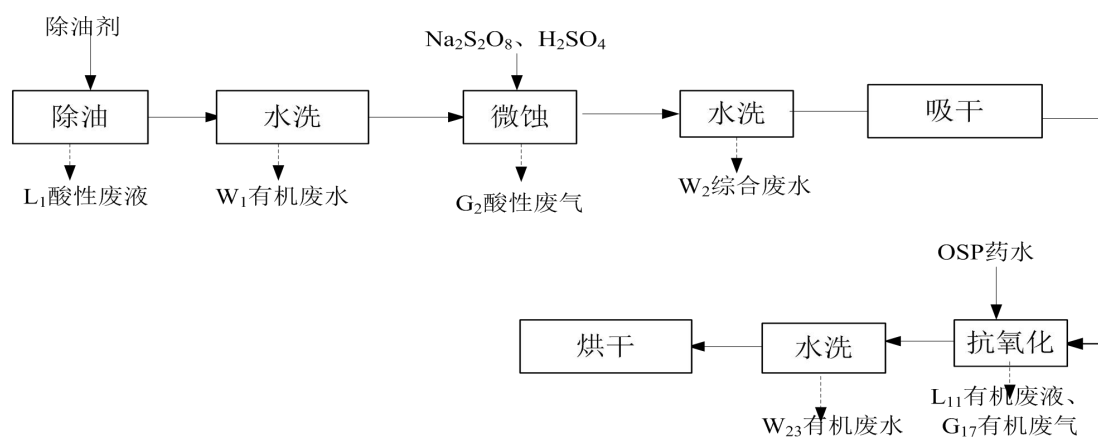 除油剂
Na₂S₂O₈、H₂SO₄
除油
水洗
微蚀
水洗
吸干
L₁酸性废液
W₁有机废水
G₂酸性废气
W₂综合废水
OSP药水
烘干
水洗
抗氧化
W₂₃有机废水
L₁₁有机废液、
G₁₇有机废气